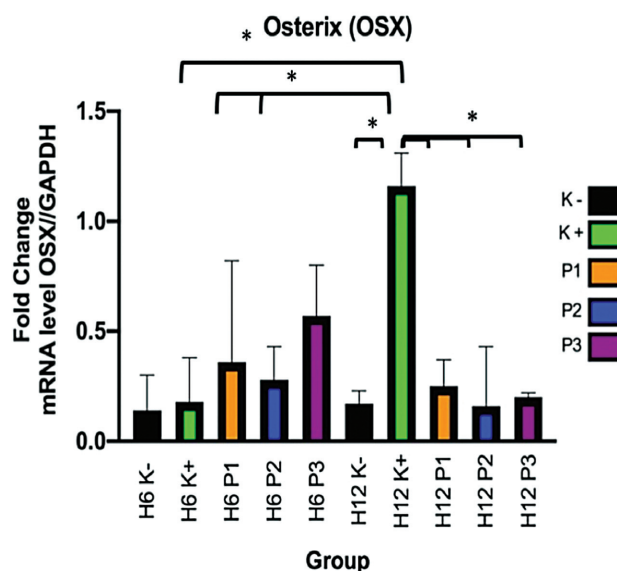 * Osterix (OSX)
*
* *
1.5
1.0
0.5
0.0
Fold Change
mRNA level OSX//GAPDH
H6 K-
H6 K+
H6 P1
H6 P2
H6 P3
H12 K-
H12 K+
H12 P1
H12 P2
H12 P3
Group
K -
K +
P1
P2
P3